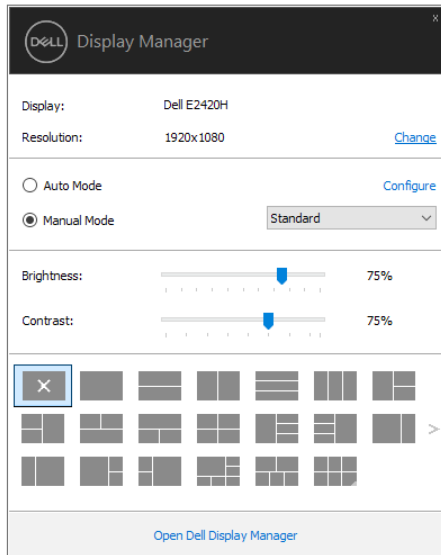 x
DELL Display Manager
Display: Dell E2420H
Resolution: 1920x1080 Change
Auto Mode Configure
Manual Mode Standard
Brightness: 75%
Contrast: 75%
Open Dell Display Manager